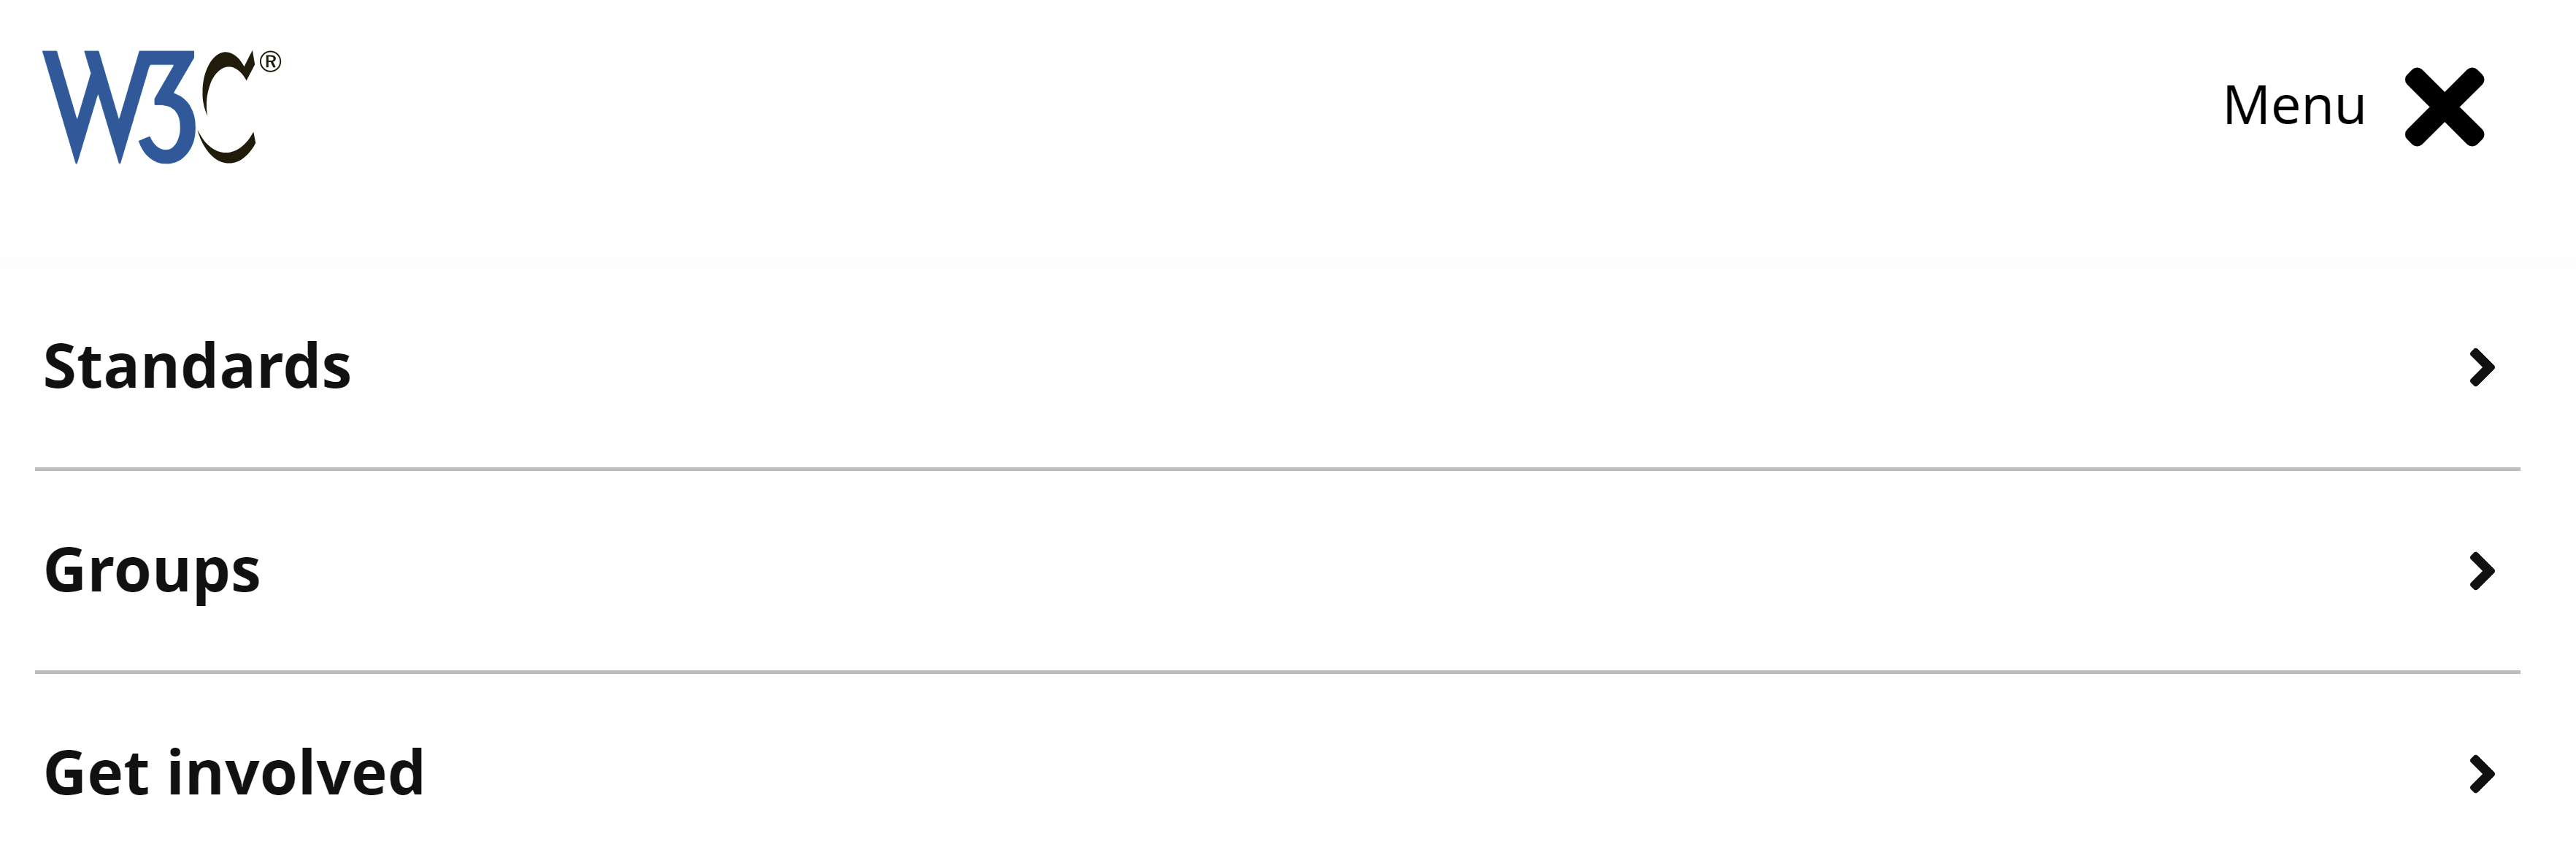 W3C®
Menu
Standards
Groups
Get involved